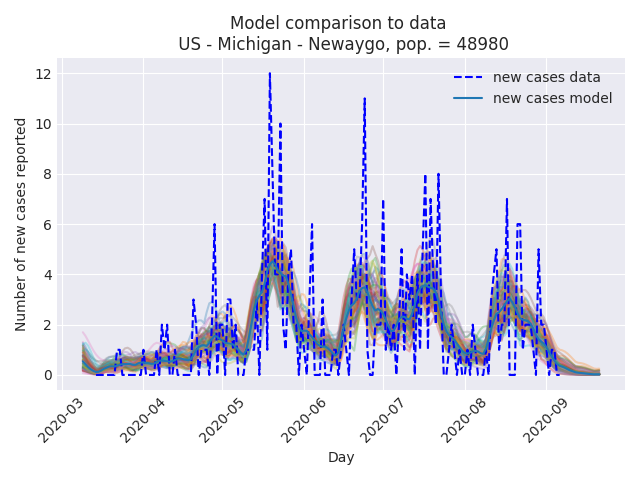 Model comparison to data
US - Michigan - Newaygo, pop. = 48980
12
10
8
6
4
2
0
Number of new cases reported
new cases data
new cases model
2020-03
2020-04
2020-05
2020-06
2020-07
2020-08
2020-09
Day